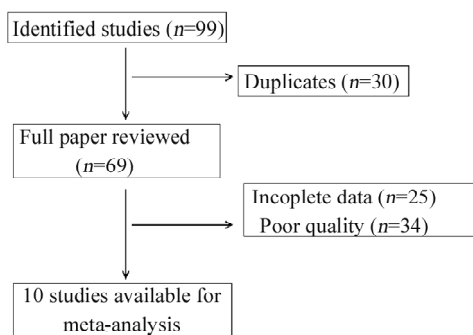 Identified studies (n=99)
Duplicates (n=30)
Full paper reviewed
(n=69)
Incoplete data (n=25)
Poor quality (n=34)
10 studies available for
meta-analysis